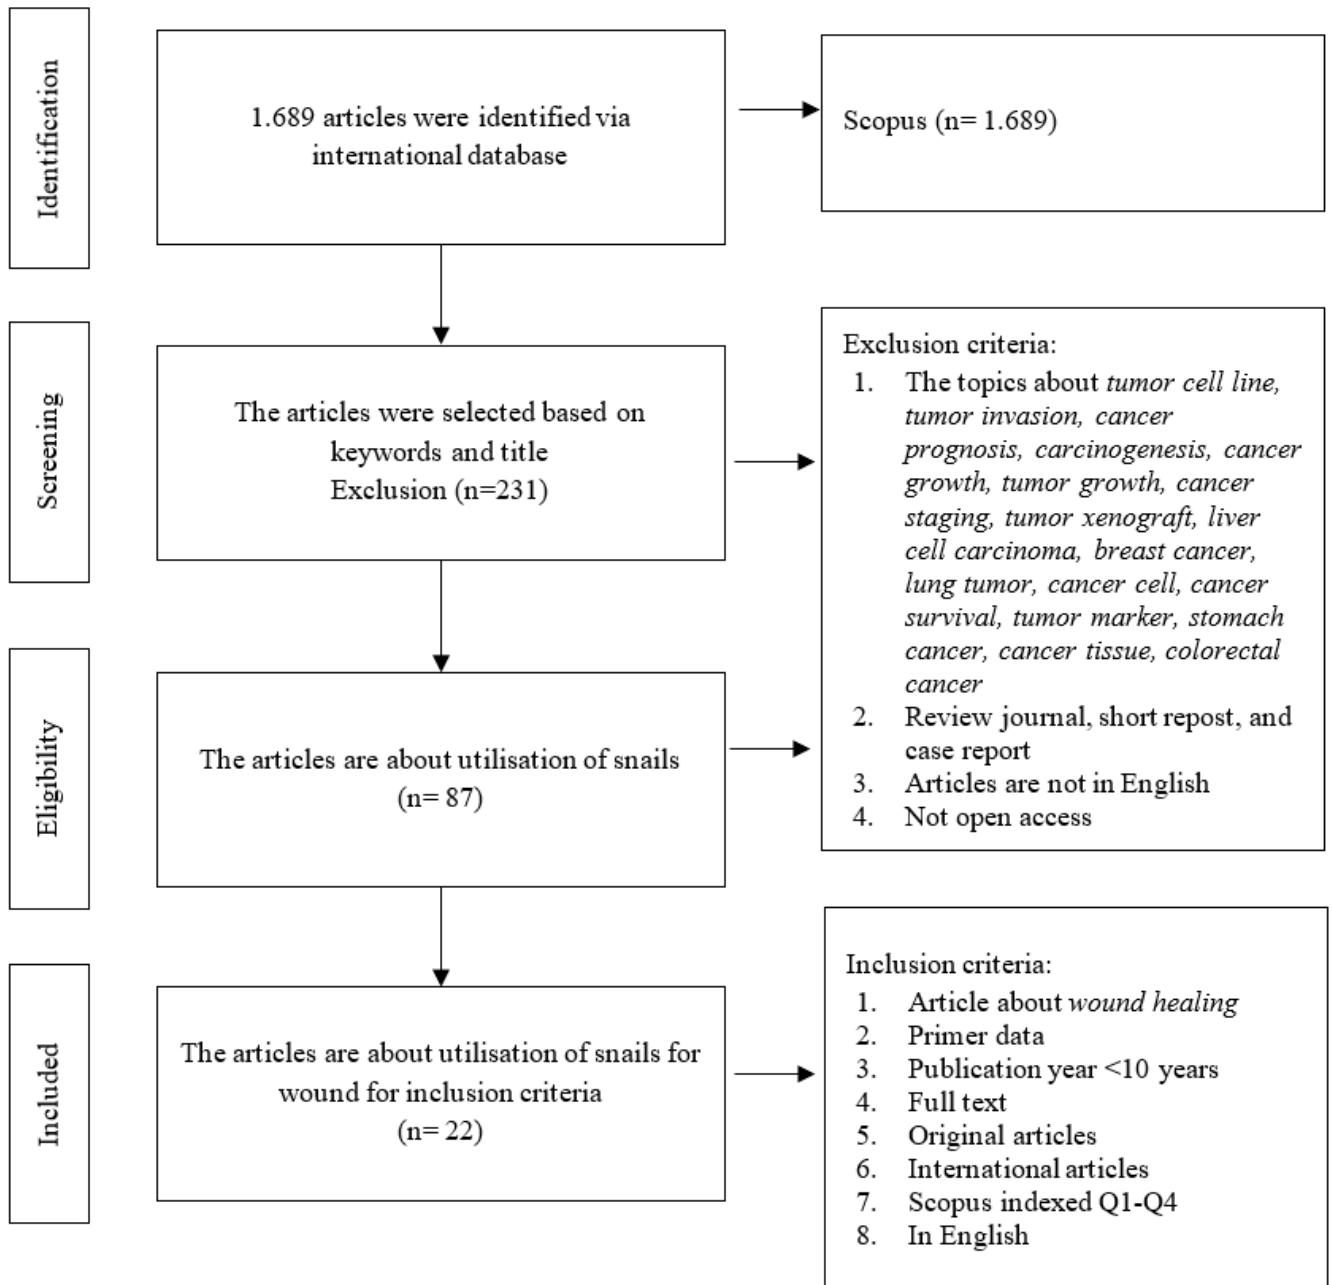 Identification
1.689 articles were identified via
international database
Scopus (n= 1.689)
Screening
The articles were selected based on
keywords and title
Exclusion (n=231)
Exclusion criteria:
1. The topics about tumor cell line,
tumor invasion, cancer
prognosis, carcinogenesis, cancer
growth, tumor growth, cancer
staging, tumor xenograft, liver
cell carcinoma, breast cancer,
lung tumor, cancer cell, cancer
survival, tumor marker, stomach
cancer, cancer tissue, colorectal
cancer
2. Review journal, short repost, and
case report
3. Articles are not in English
4. Not open access
Eligibility
The articles are about utilisation of snails
(n= 87)
Included
The articles are about utilisation of snails for
wound for inclusion criteria
(n= 22)
Inclusion criteria:
1. Article about wound healing
2. Primer data
3. Publication year <10 years
4. Full text
5. Original articles
6. International articles
7. Scopus indexed Q1-Q4
8. In English